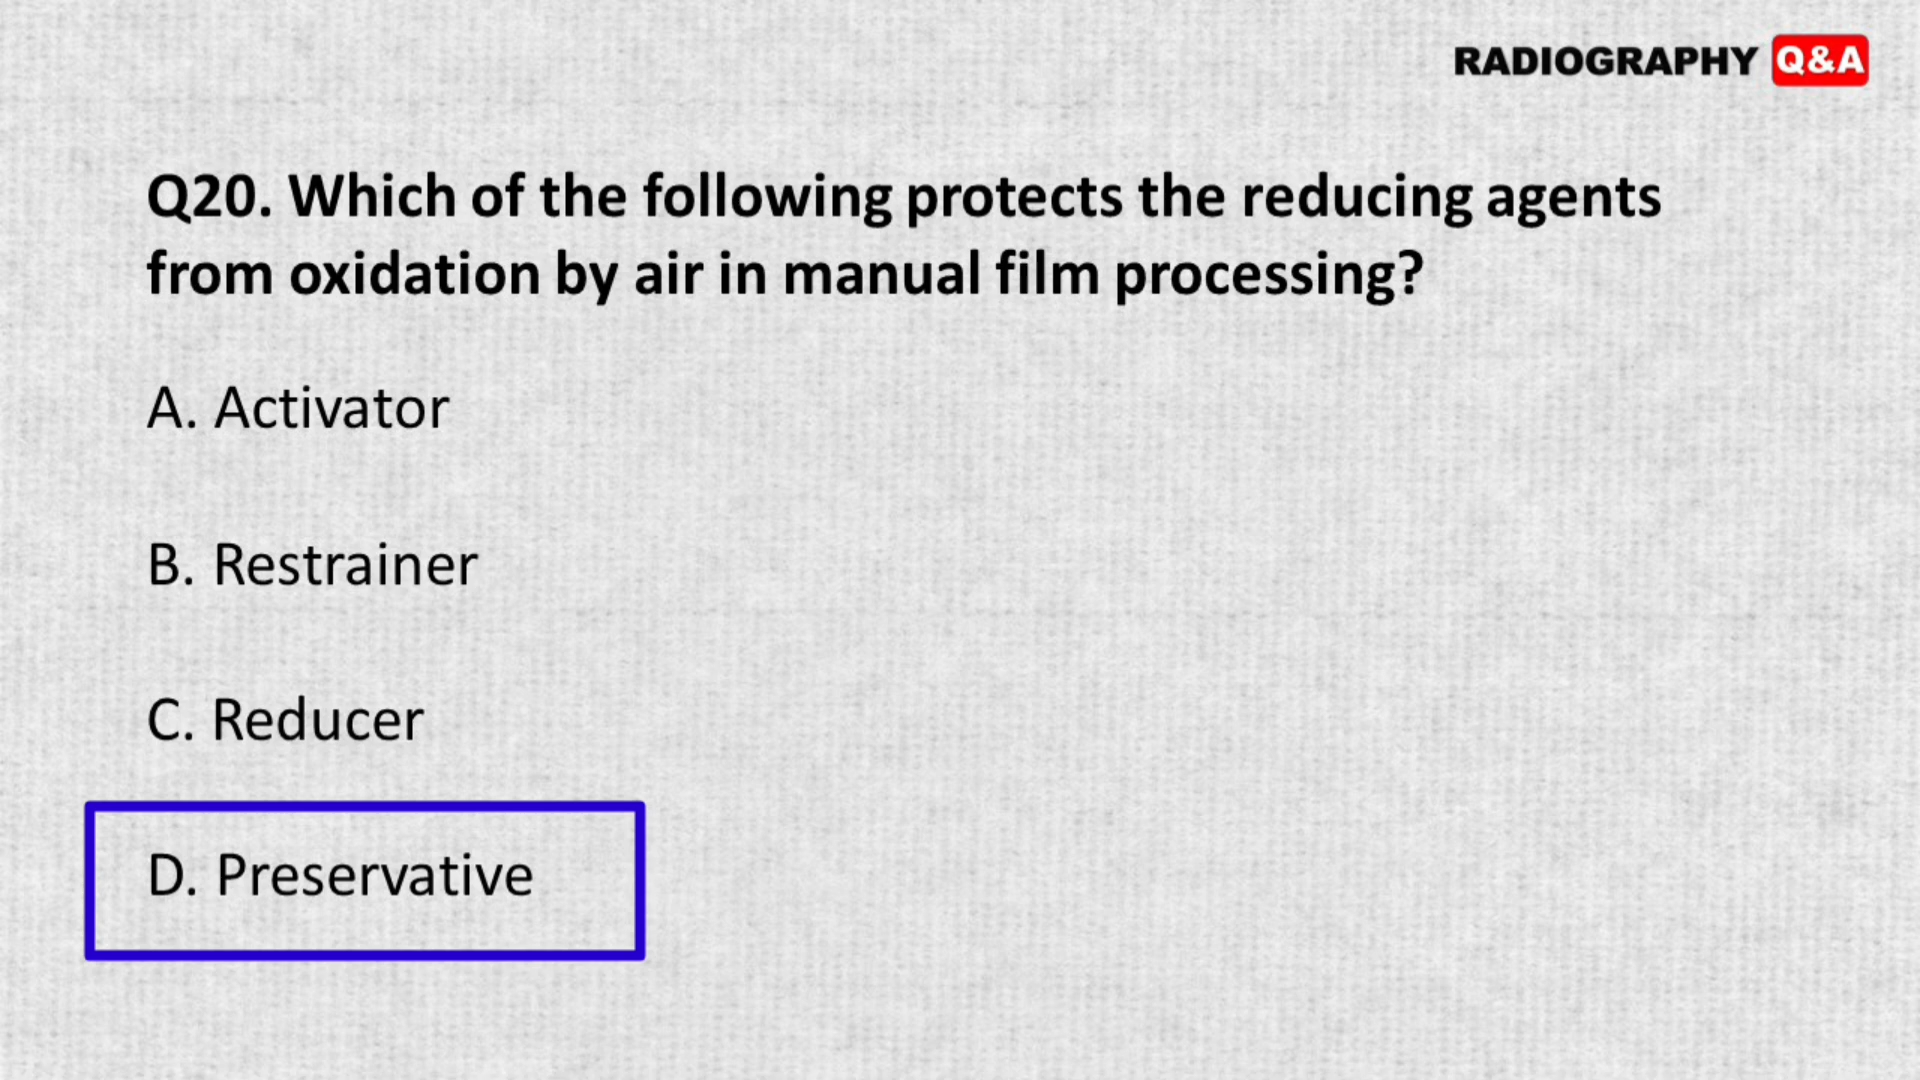 RADIOGRAPHY Q&A
Q20. Which of the following protects the reducing agents
from oxidation by air in manual film processing?
A. Activator
B. Restrainer
C. Reducer
D. Preservative